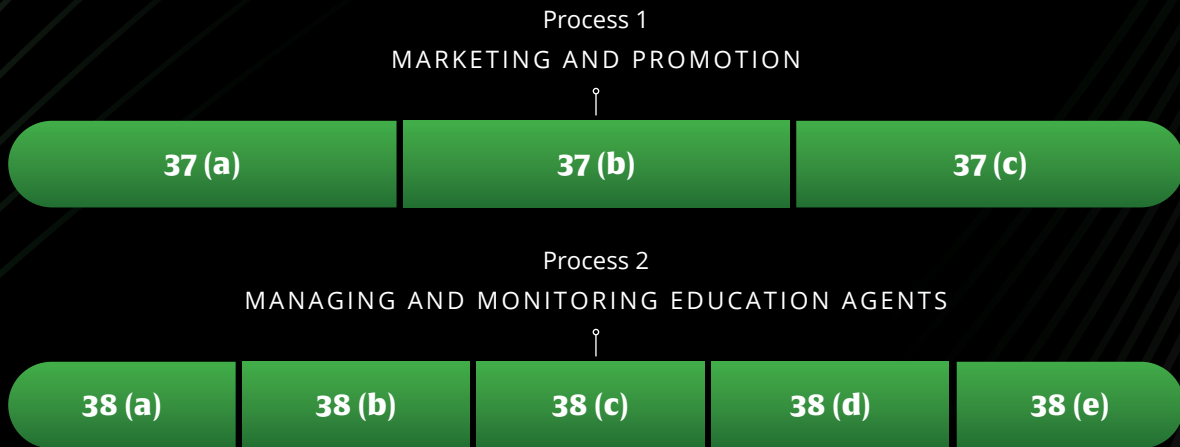 Process 1
MARKETING AND PROMOTION
37 (a) 37 (b) 37 (c)
Process 2
MANAGING AND MONITORING EDUCATION AGENTS
38 (a) 38 (b) 38 (c) 38 (d) 38 (e)